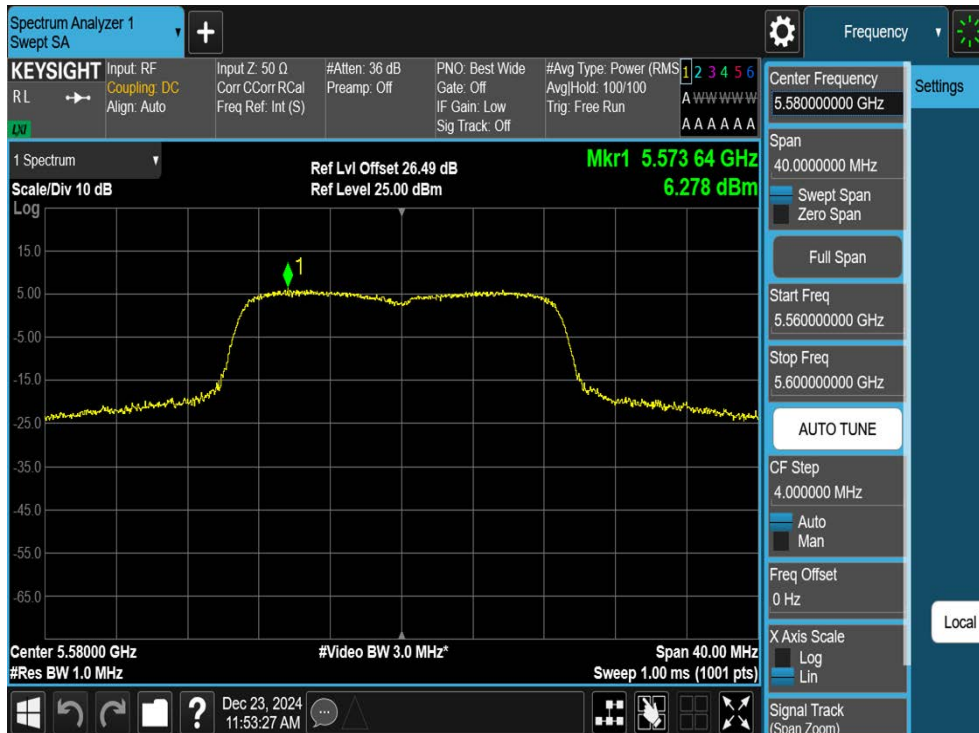 Spectrum Analyzer 1
Swept SA
+
Frequency
KEYSIGHT
RL
LXI
Input: RF
Coupling: DC
Align: Auto
Input Z: 50 Ω
Corr CCorr RCal
Freq Ref: Int (S)
#Atten: 36 dB
Preamp: Off
PNO: Best Wide
Gate: Off
IF Gain: Low
Sig Track: Off
#Avg Type: Power (RMS
Avg|Hold: 100/100
Trig: Free Run
1 2 3 4 5 6
A W W W W W
A A A A A A
Center Frequency
5.580000000 GHz
Settings
1 Spectrum
Scale/Div 10 dB
Log
Ref Lvl Offset 26.49 dB
Ref Level 25.00 dBm
Mkr1 5.573 64 GHz
6.278 dBm
15.0
5.00
-5.00
-15.0
-25.0
-35.0
-45.0
-55.0
-65.0
1
Center 5.58000 GHz
#Res BW 1.0 MHz
#Video BW 3.0 MHz*
Span 40.00 MHz
Sweep 1.00 ms (1001 pts)
Span
40.0000000 MHz
Swept Span
Zero Span
Full Span
Start Freq
5.560000000 GHz
Stop Freq
5.600000000 GHz
AUTO TUNE
CF Step
4.000000 MHz
Auto
Man
Freq Offset
0 Hz
X Axis Scale
Log
Lin
Signal Track
(Span Zoom)
Local
?
Dec 23, 2024
11:53:27 AM